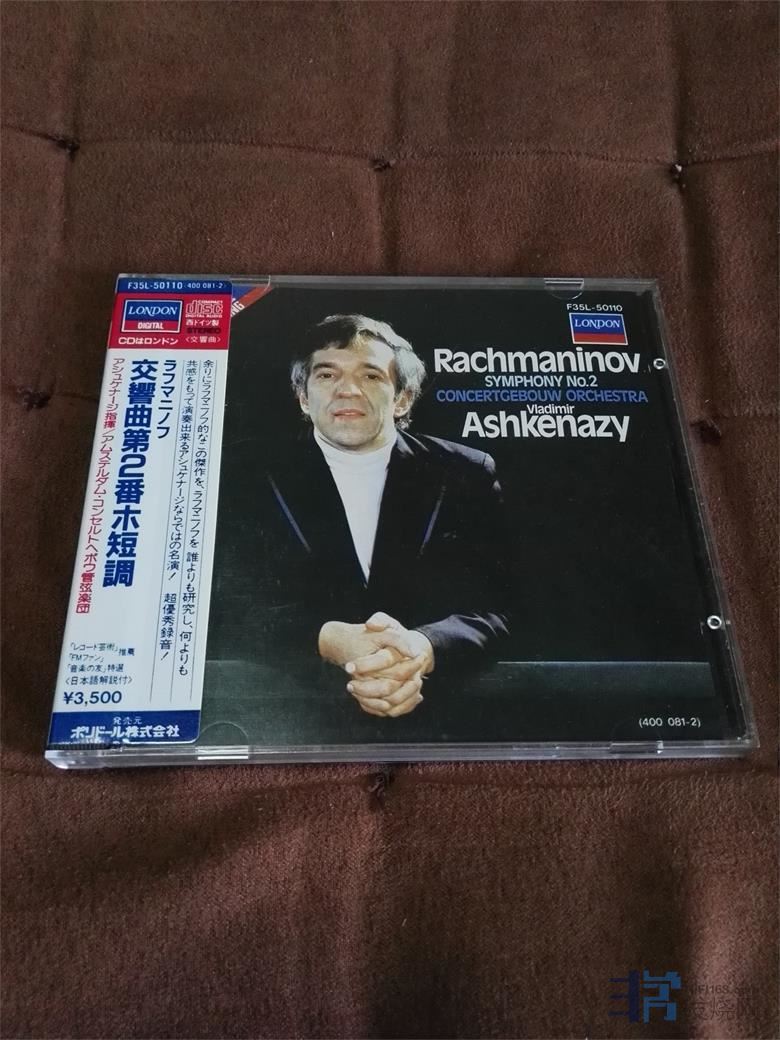 F35L-50110・400 081-2
LONDON
DIGITAL
CDはロンドン
COMPACT
disc
DIGITAL AUDIO
西ドイツ製
STEREO
〈交響曲〉
余りにラフマニノフ的なこの傑作を、ラフマニノフを誰よりも研究し、何よりも
共感をもって演奏出来るアシュケナージならではの名演! 超優秀録音!
ラフマニノフ
交響曲第2番ホ短調
アシュケナージ指揮/アムステルダム・コンセルトヘボウ管弦楽団
「レコード芸術」
「FMファン」推薦
「音楽の友」特選
〈日本語解説付〉
¥3,500
発売元
ポリドール株式会社
F35L-50110
LONDON
Rachmaninov
SYMPHONY No.2
CONCERTGEBOUW ORCHESTRA
Vladimir
Ashkenazy
(400 081-2)